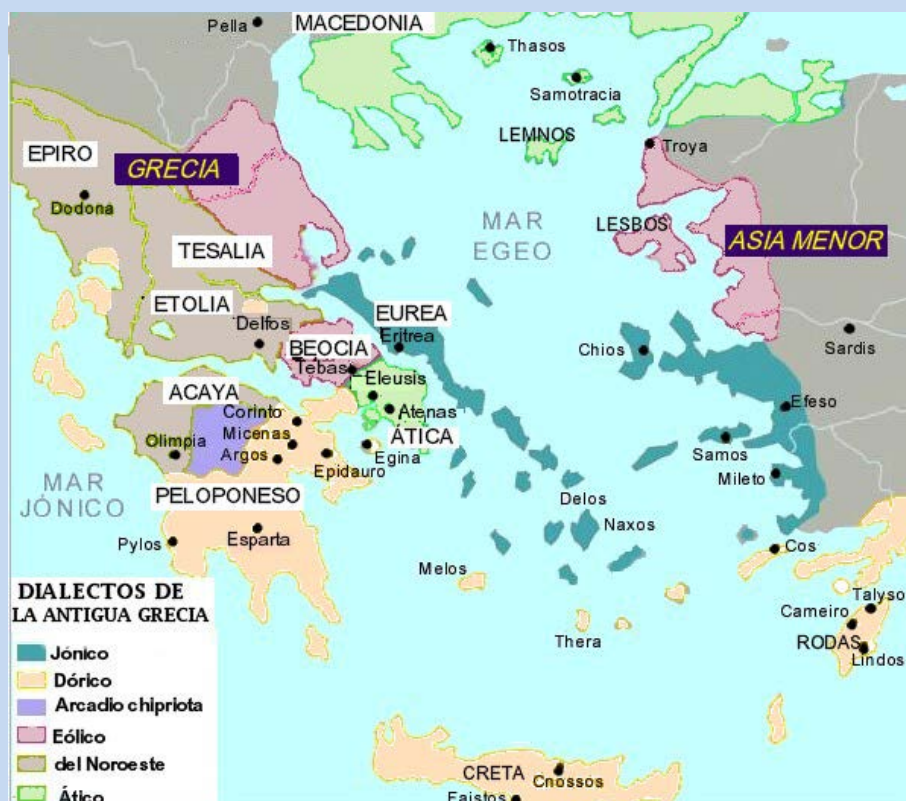 MACEDONIA
Pella
Thasos
Samotracia
LEMNOS
Troya
EPIRO
GRECIA
Dodona
MAR
EGEO
LESBOS
ASIA MENOR
TESALIA
ETOLIA
Delfos
EUREA
Eritrea
BEOCIA
Tebas
Chios
Sardis
Eleusis
ACAYA
Corinto
Atenas
Efeso
Micenas
ÁTICA
Olimpia
Argos
Egina
Epidauro
Samos
MAR
JÓNICO
Mileto
PELOPONESO
Delos
Naxos
Pylos
Esparta
Cos
Melos
Talyso
Cameiro
Thera
RODAS
Lindos
DIALECTOS DE
LA ANTIGUA GRECIA
Jónico
Dórico
Arcadio chipriota
Eólico
del Noroeste
Ático
CRETA
Cnossos
Faistos